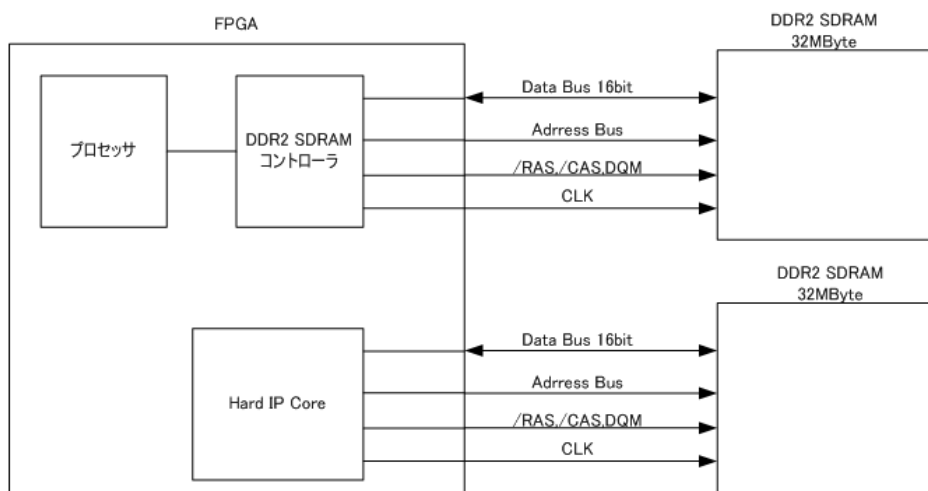 FPGA
DDR2 SDRAM
32MByte
プロセッサ
DDR2 SDRAM
コントローラ
Data Bus 16bit
Adrress Bus
/RAS./CAS.DQM
CLK
DDR2 SDRAM
32MByte
Hard IP Core
Data Bus 16bit
Adrress Bus
/RAS./CAS.DQM
CLK